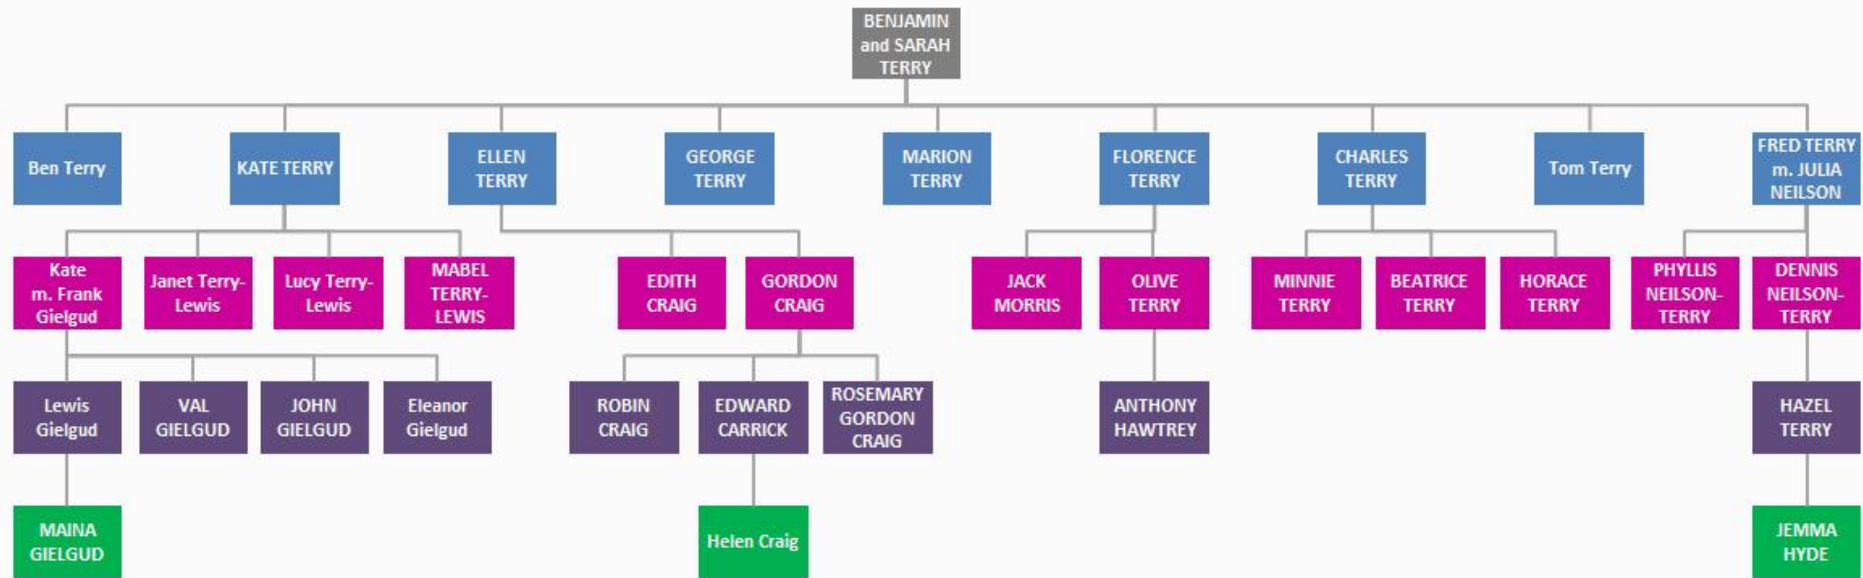 BENJAMIN
and SARAH
TERRY
Ben Terry
KATE TERRY
ELLEN
TERRY
GEORGE
TERRY
MARION
TERRY
FLORENCE
TERRY
CHARLES
TERRY
Tom Terry
FRED TERRY
m. JULIA
NEILSON
Kate
m. Frank
Gielgud
Janet Terry-
Lewis
Lucy Terry-
Lewis
MABEL
TERRY-
LEWIS
EDITH
CRAIG
GORDON
CRAIG
JACK
MORRIS
OLIVE
TERRY
MINNIE
TERRY
BEATRICE
TERRY
HORACE
TERRY
PHYLLIS
NEILSON-
TERRY
DENNIS
NEILSON-
TERRY
Lewis
Gielgud
VAL
GIELGUD
JOHN
GIELGUD
Eleanor
Gielgud
ROBIN
CRAIG
EDWARD
CARRICK
ROSEMARY
GORDON
CRAIG
ANTHONY
HAWTREY
HAZEL
TERRY
MAINA
GIELGUD
Helen Craig
JEMMA
HYDE